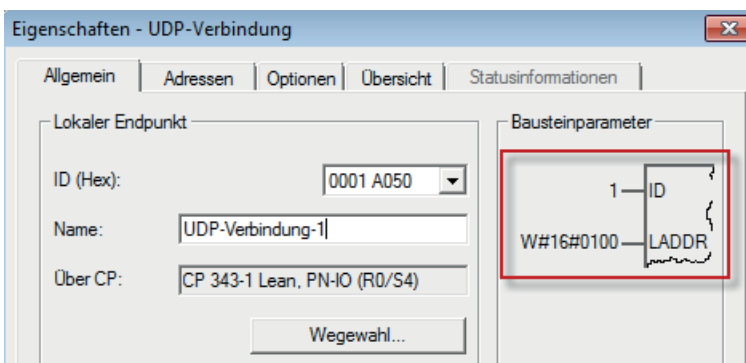 Eigenschaften - UDP-Verbindung
Allgemein Adressen Optionen Übersicht Statusinformationen
Lokaler Endpunkt
ID (Hex): 0001 A050
Name: UDP-Verbindung-1
Über CP: CP 343-1 Lean, PN-IO (R0/S4)
Wegewahl...
Bausteinparameter
1 ID
W#16#0100 LADDR